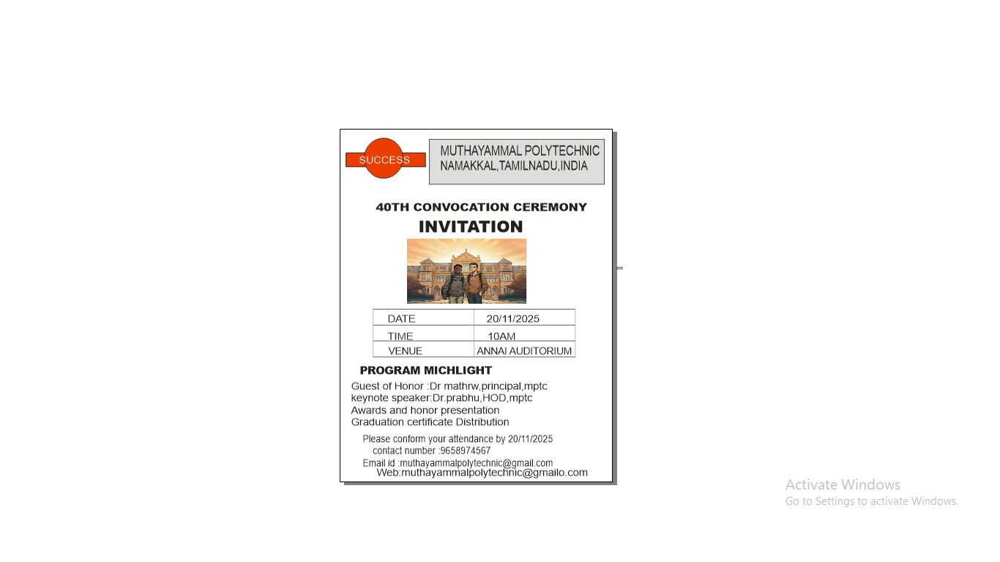 SUCCESS
MUTHAYAMMAL POLYTECHNIC
NAMAKKAL,TAMILNADU,INDIA
40TH CONVOCATION CEREMONY
INVITATION
DATE 20/11/2025
TIME 10AM
VENUE ANNAI AUDITORIUM
PROGRAM MICHLIGHT
Guest of Honor :Dr mathrw,principal,mptc
keynote speaker:Dr.prabhu,HOD,mptc
Awards and honor presentation
Graduation certificate Distribution
Please conform your attendance by 20/11/2025
contact number :9658974567
Email id :muthayammalpolytechnic@gmail.com
Web:muthayammalpolytechnic@gmailo.com
Activate Windows
Go to Settings to activate Windows.